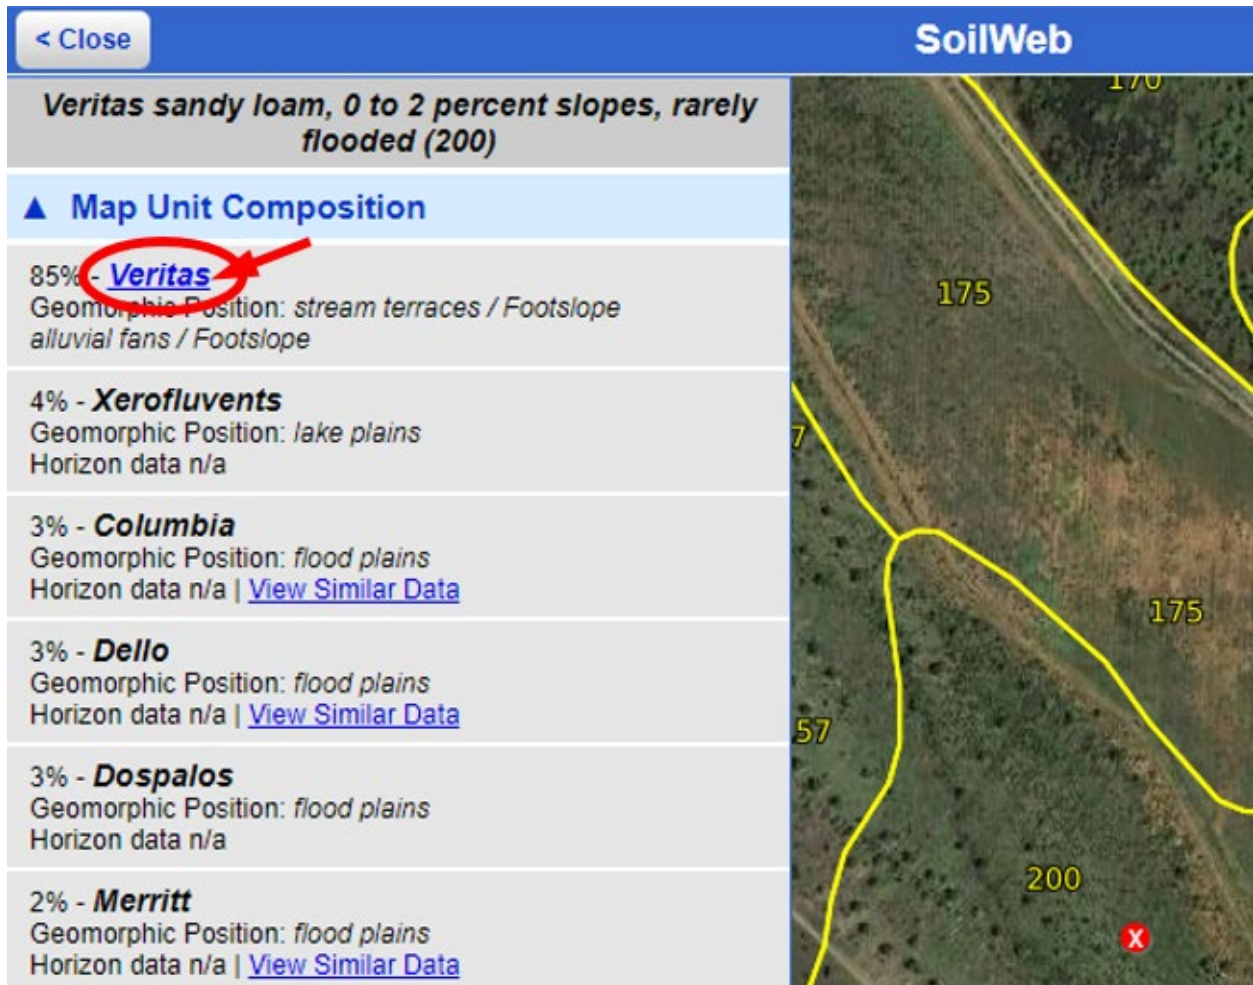 < Close
SoilWeb
Veritas sandy loam, 0 to 2 percent slopes, rarely
flooded (200)
▲ Map Unit Composition
85% - Veritas
Geomorphic Position: stream terraces / Footslope
alluvial fans / Footslope
4% - Xerofluvents
Geomorphic Position: lake plains
Horizon data n/a
3% - Columbia
Geomorphic Position: flood plains
Horizon data n/a | View Similar Data
3% - Dello
Geomorphic Position: flood plains
Horizon data n/a | View Similar Data
3% - Dospalos
Geomorphic Position: flood plains
Horizon data n/a
2% - Merritt
Geomorphic Position: flood plains
Horizon data n/a | View Similar Data
170
175
7
175
57
200
X